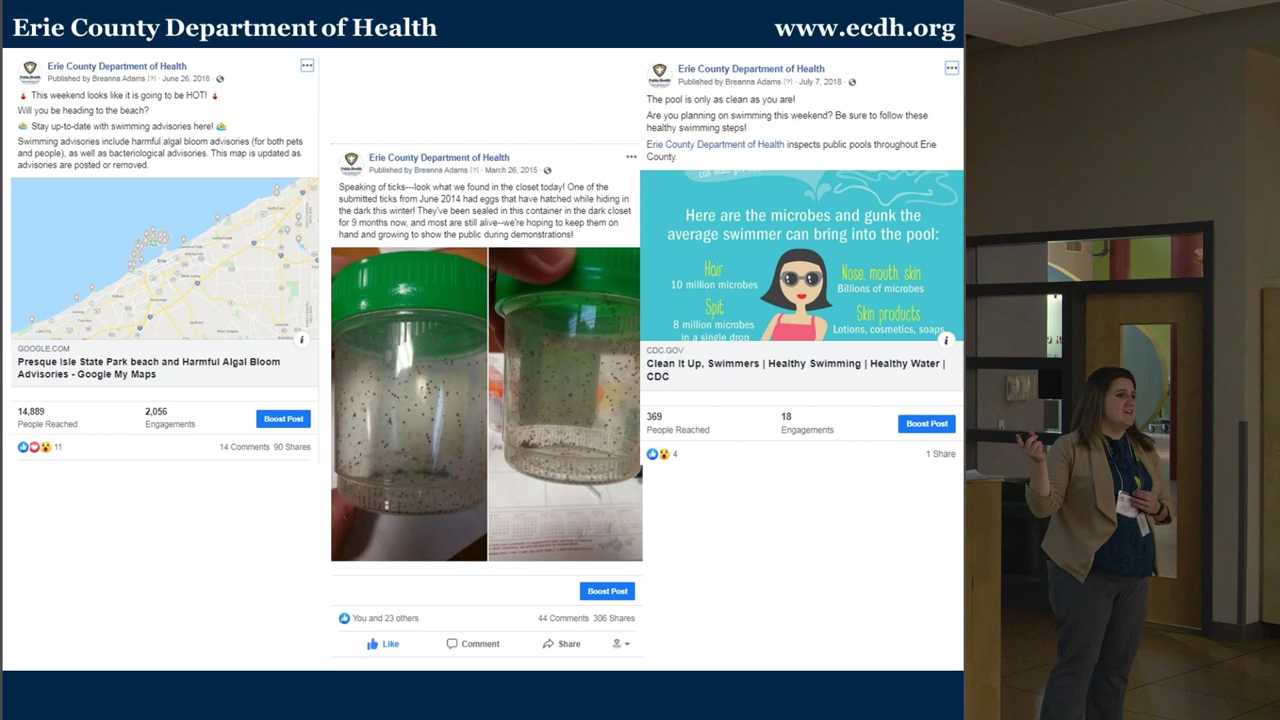 Erie County Department of Health
www.ecdh.org
Erie County Department of Health
Published by Breanna Adams [?] · June 26, 2018 ·
This weekend looks like it is going to be HOT!
Will you be heading to the beach?
Stay up-to-date with swimming advisories here!
Swimming advisories include harmful algal bloom advisories (for both pets
and people), as well as bacteriological advisories. This map is updated as
advisories are posted or removed.
Erie
GOOGLE.COM
Presque Isle State Park beach and Harmful Algal Bloom
Advisories - Google My Maps
14,889
People Reached
2,056
Engagements
Boost Post
11
14 Comments 90 Shares
Erie County Department of Health
Published by Breanna Adams [?] · March 26, 2015 ·
Speaking of ticks---look what we found in the closet today! One of the
submitted ticks from June 2014 had eggs that have hatched while hiding in
the dark this winter! They've been sealed in this container in the dark closet
for 9 months now, and most are still alive--we're hoping to keep them on
hand and growing to show the public during demonstrations!
Boost Post
You and 23 others
44 Comments 306 Shares
Like
Comment
Share
Erie County Department of Health
Published by Breanna Adams [?] · July 7, 2018 ·
The pool is only as clean as you are!
Are you planning on swimming this weekend? Be sure to follow these
healthy swimming steps!
Erie County Department of Health inspects public pools throughout Erie
County.
Here are the microbes and gunk the
average swimmer can bring into the pool:
Hair
10 million microbes
Spit
8 million microbes
in a single drop
Nose, mouth, skin
Billions of microbes
Skin products
Lotions, cosmetics, soaps
CDC.GOV
Clean It Up, Swimmers | Healthy Swimming | Healthy Water |
CDC
369
People Reached
18
Engagements
Boost Post
4
1 Share